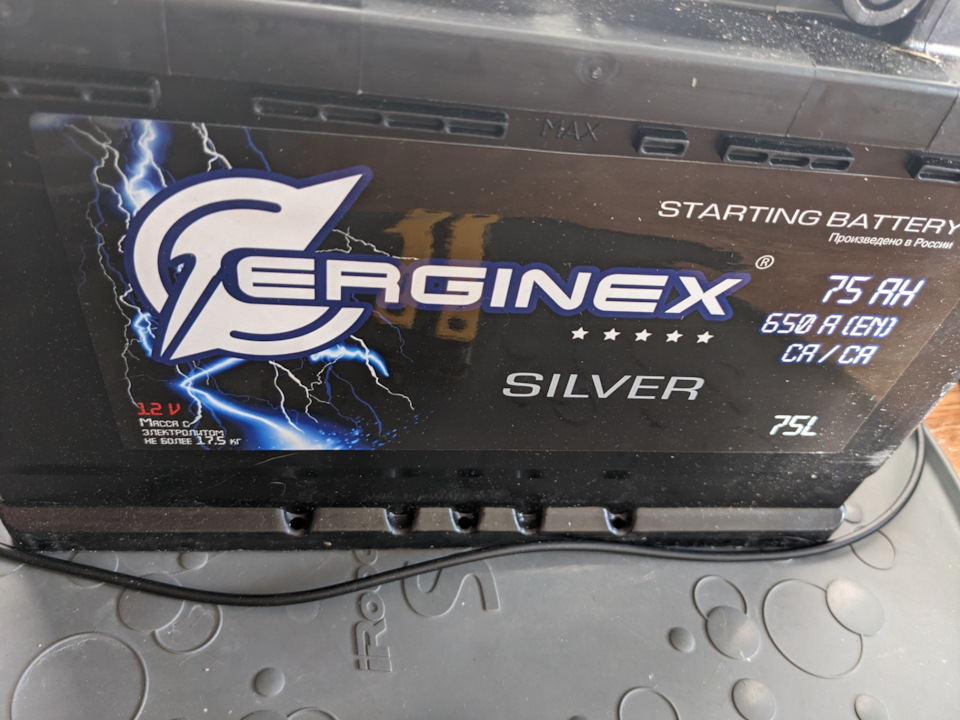 MAX
STARTING BATTERY
Произведено в России
ERGINEX
®
75 AH
650 A (EN)
CA / CA
SILVER
75L
12 V
Масса с
электролитом
не более 17.5 кг